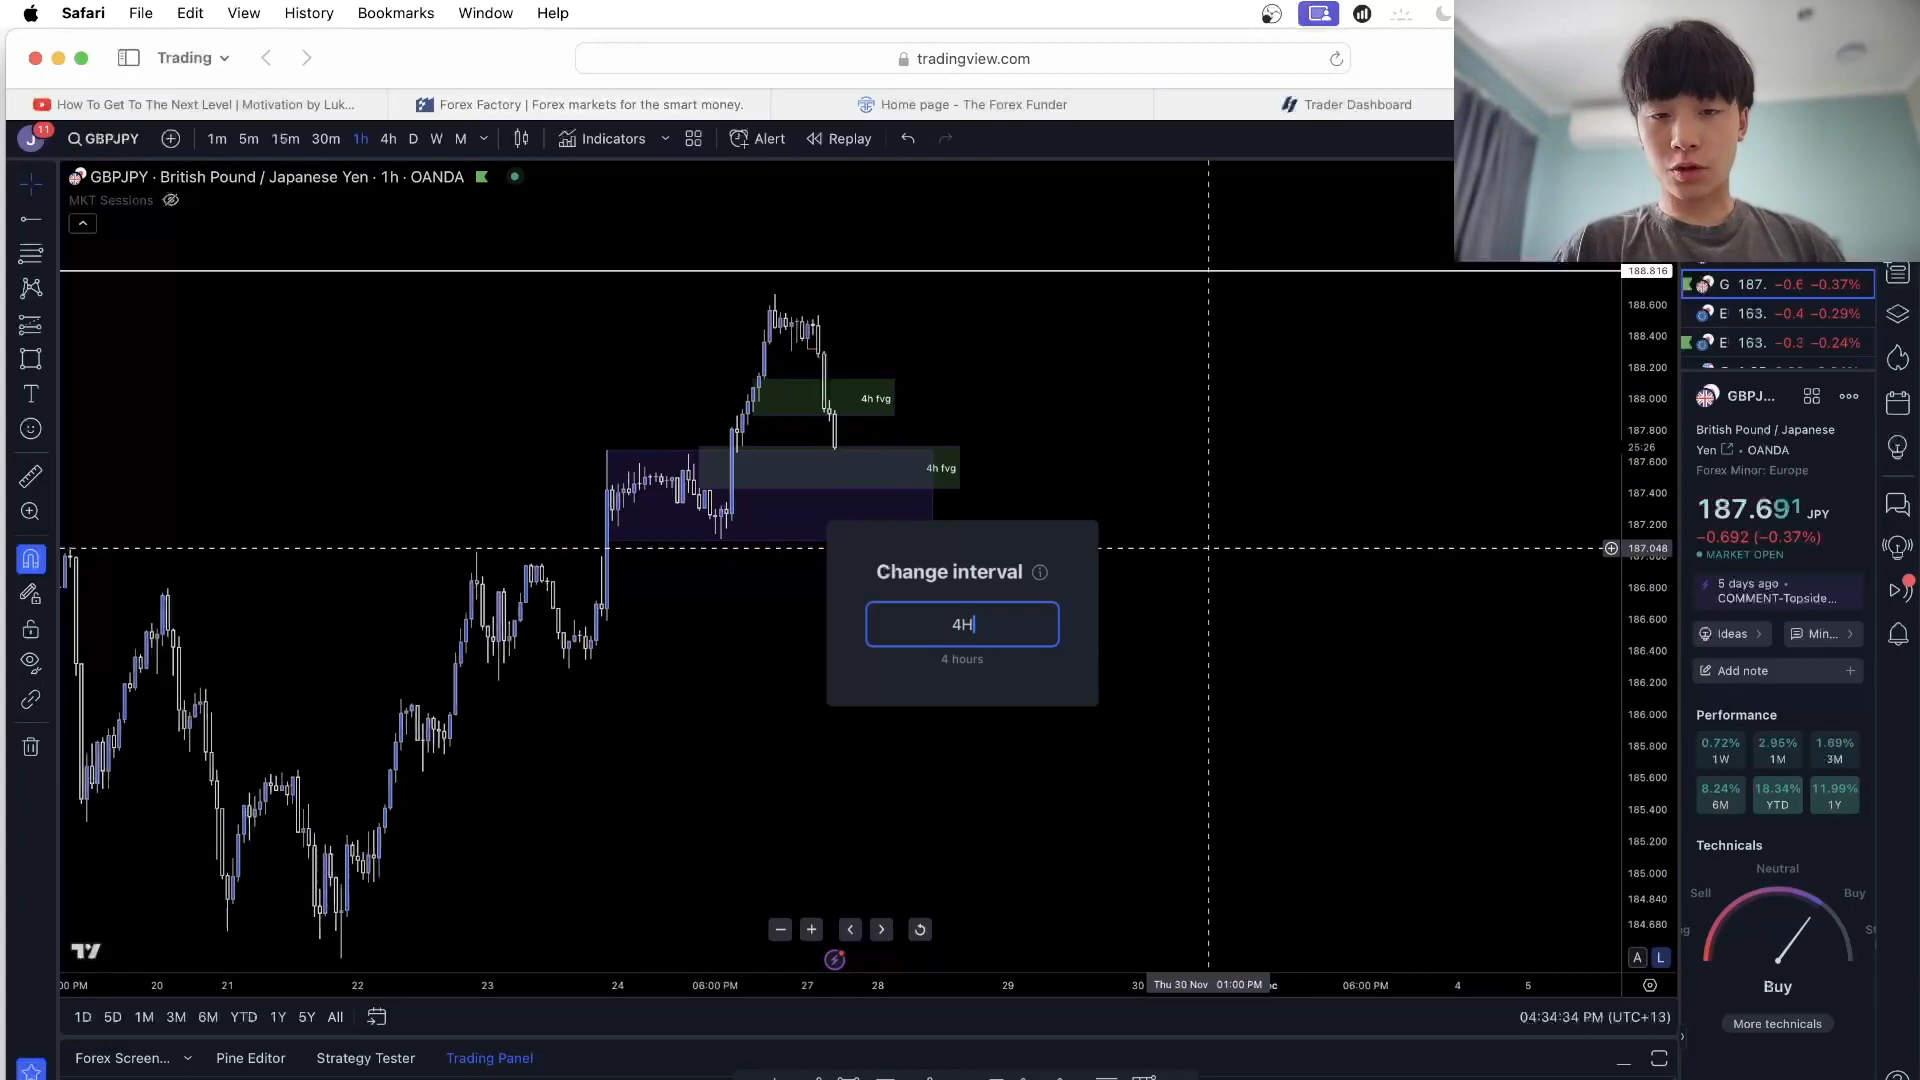 Safari File Edit View History Bookmarks Window Help
Trading
tradingview.com
How To Get To The Next Level | Motivation by Luk...
Forex Factory | Forex markets for the smart money.
Home page - The Forex Funder
Trader Dashboard
J 11 GBPJPY 1m 5m 15m 30m 1h 4h D W M Indicators Alert Replay
GBPJPY · British Pound / Japanese Yen · 1h · OANDA
MKT Sessions
188.816
188.600
188.400
188.200
188.000
187.800
25:26
187.600
187.400
187.200
187.048
186.800
186.600
186.400
186.200
186.000
185.800
185.600
185.400
185.200
185.000
184.840
184.680
A L
4h fvg
4h fvg
Change interval
4H
4 hours
20 21 22 23 24 06:00 PM 27 28 29 30 Thu 30 Nov 01:00 PM 06:00 PM 4 5
1D 5D 1M 3M 6M YTD 1Y 5Y All
04:34:34 PM (UTC+13)
Forex Screen... Pine Editor Strategy Tester Trading Panel
G 187. −0.6 −0.37%
E 163. −0.4 −0.29%
E 163. −0.3 −0.24%
GBPJ...
British Pound / Japanese
Yen • OANDA
Forex Minor: Europe
187.691 JPY
−0.692 (−0.37%)
MARKET OPEN
5 days ago •
COMMENT-Topside...
Ideas Min...
Add note
Performance
0.72% 2.95% 1.69%
1W 1M 3M
8.24% 18.34% 11.99%
6M YTD 1Y
Technicals
Neutral
Sell Buy
Buy
More technicals